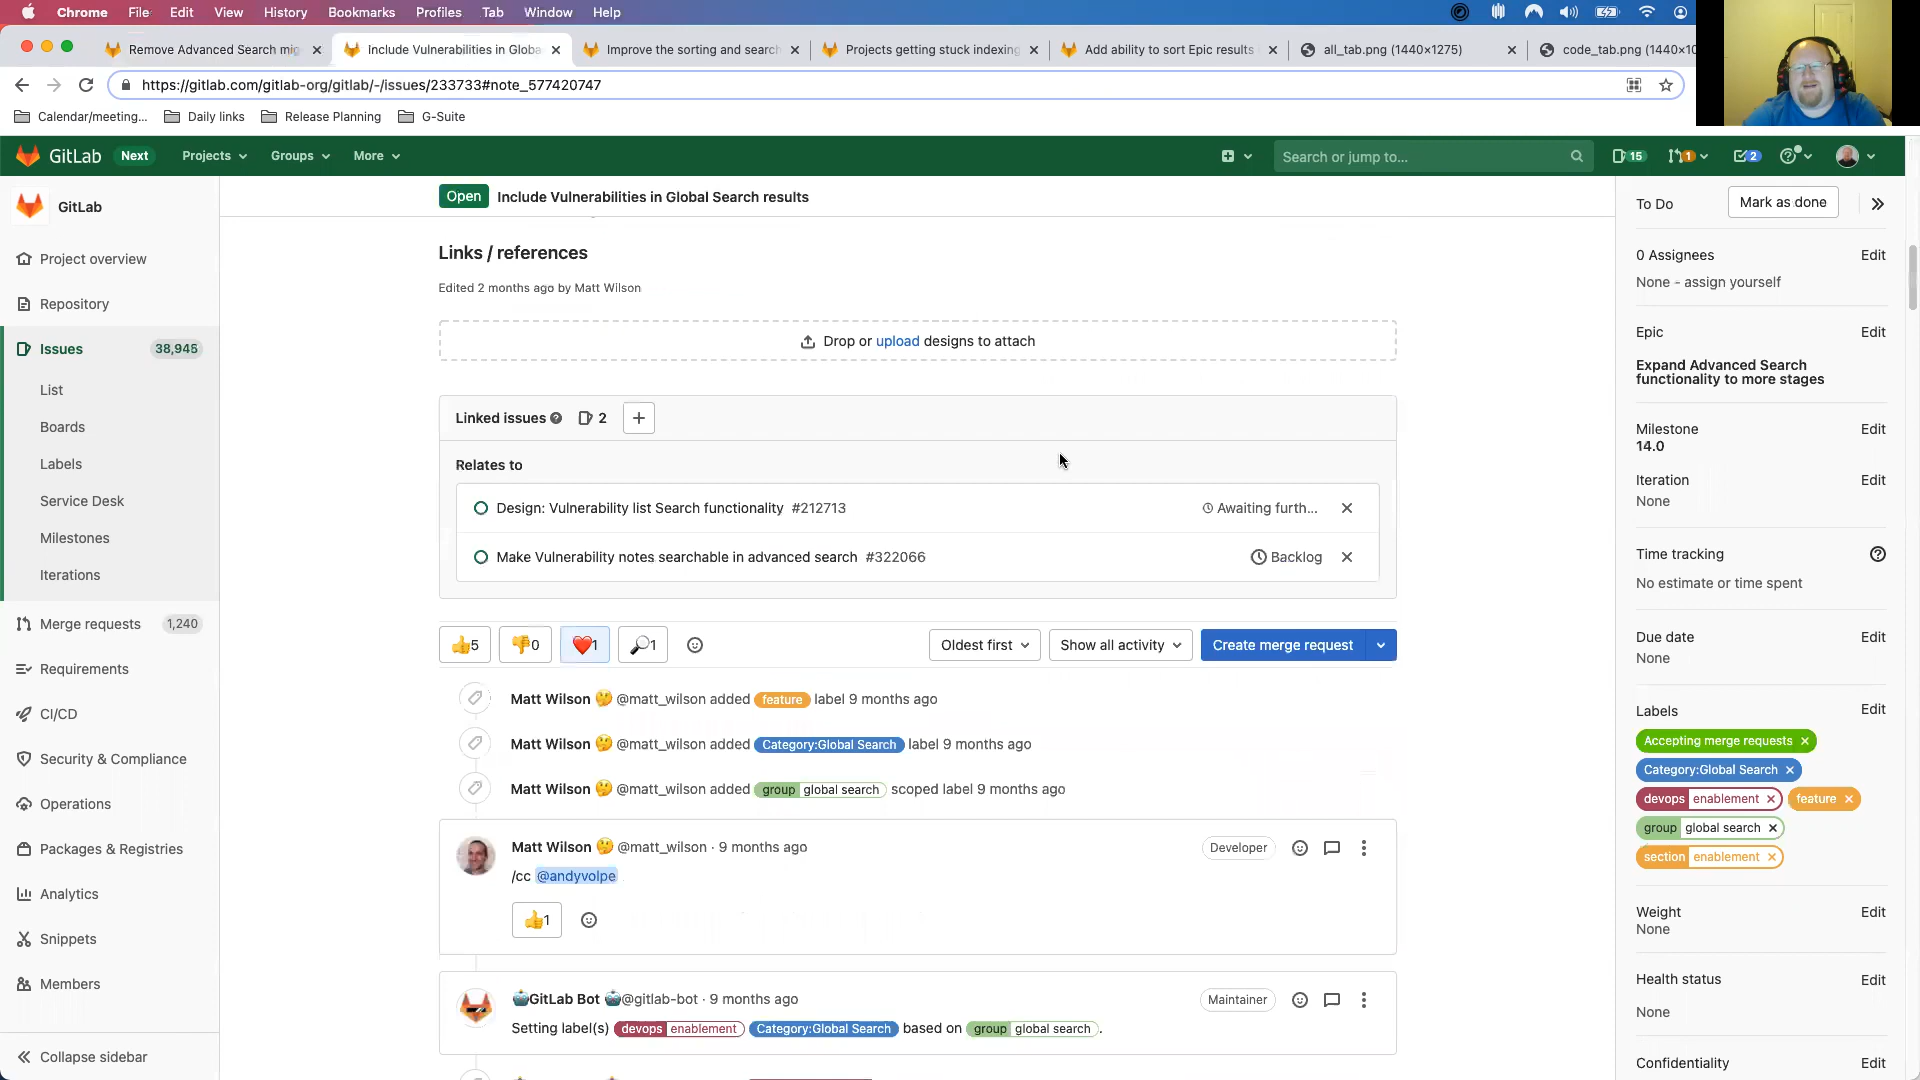 Chrome File Edit View History Bookmarks Profiles Tab Window Help
Remove Advanced Search mig
Include Vulnerabilities in Globa
Improve the sorting and search
Projects getting stuck indexing
Add ability to sort Epic results
all_tab.png (1440×1275)
code_tab.png (1440×10
https://gitlab.com/gitlab-org/gitlab/-/issues/233733#note_577420747
Calendar/meeting... Daily links Release Planning G-Suite
GitLab Next Projects Groups More Search or jump to... 15 1 2
GitLab
Project overview
Repository
Issues 38,945
List
Boards
Labels
Service Desk
Milestones
Iterations
Merge requests 1,240
Requirements
CI/CD
Security & Compliance
Operations
Packages & Registries
Analytics
Snippets
Members
Collapse sidebar
Open Include Vulnerabilities in Global Search results
Links / references
Edited 2 months ago by Matt Wilson
Drop or upload designs to attach
Linked issues 2
Relates to
Design: Vulnerability list Search functionality #212713 Awaiting furth...
Make Vulnerability notes searchable in advanced search #322066 Backlog
👍5 👎0 ❤️1 🔎1 Oldest first Show all activity Create merge request
Matt Wilson 🤔 @matt_wilson added feature label 9 months ago
Matt Wilson 🤔 @matt_wilson added Category:Global Search label 9 months ago
Matt Wilson 🤔 @matt_wilson added group global search scoped label 9 months ago
Matt Wilson 🤔 @matt_wilson · 9 months ago Developer
/cc @andyvolpe
👍1
🤖GitLab Bot 🤖@gitlab-bot · 9 months ago Maintainer
Setting label(s) devops enablement Category:Global Search based on group global search.
To Do Mark as done
0 Assignees Edit
None - assign yourself
Epic Edit
Expand Advanced Search
functionality to more stages
Milestone Edit
14.0
Iteration Edit
None
Time tracking
No estimate or time spent
Due date Edit
None
Labels Edit
Accepting merge requests
Category:Global Search
devops enablement feature
group global search
section enablement
Weight Edit
None
Health status Edit
None
Confidentiality Edit